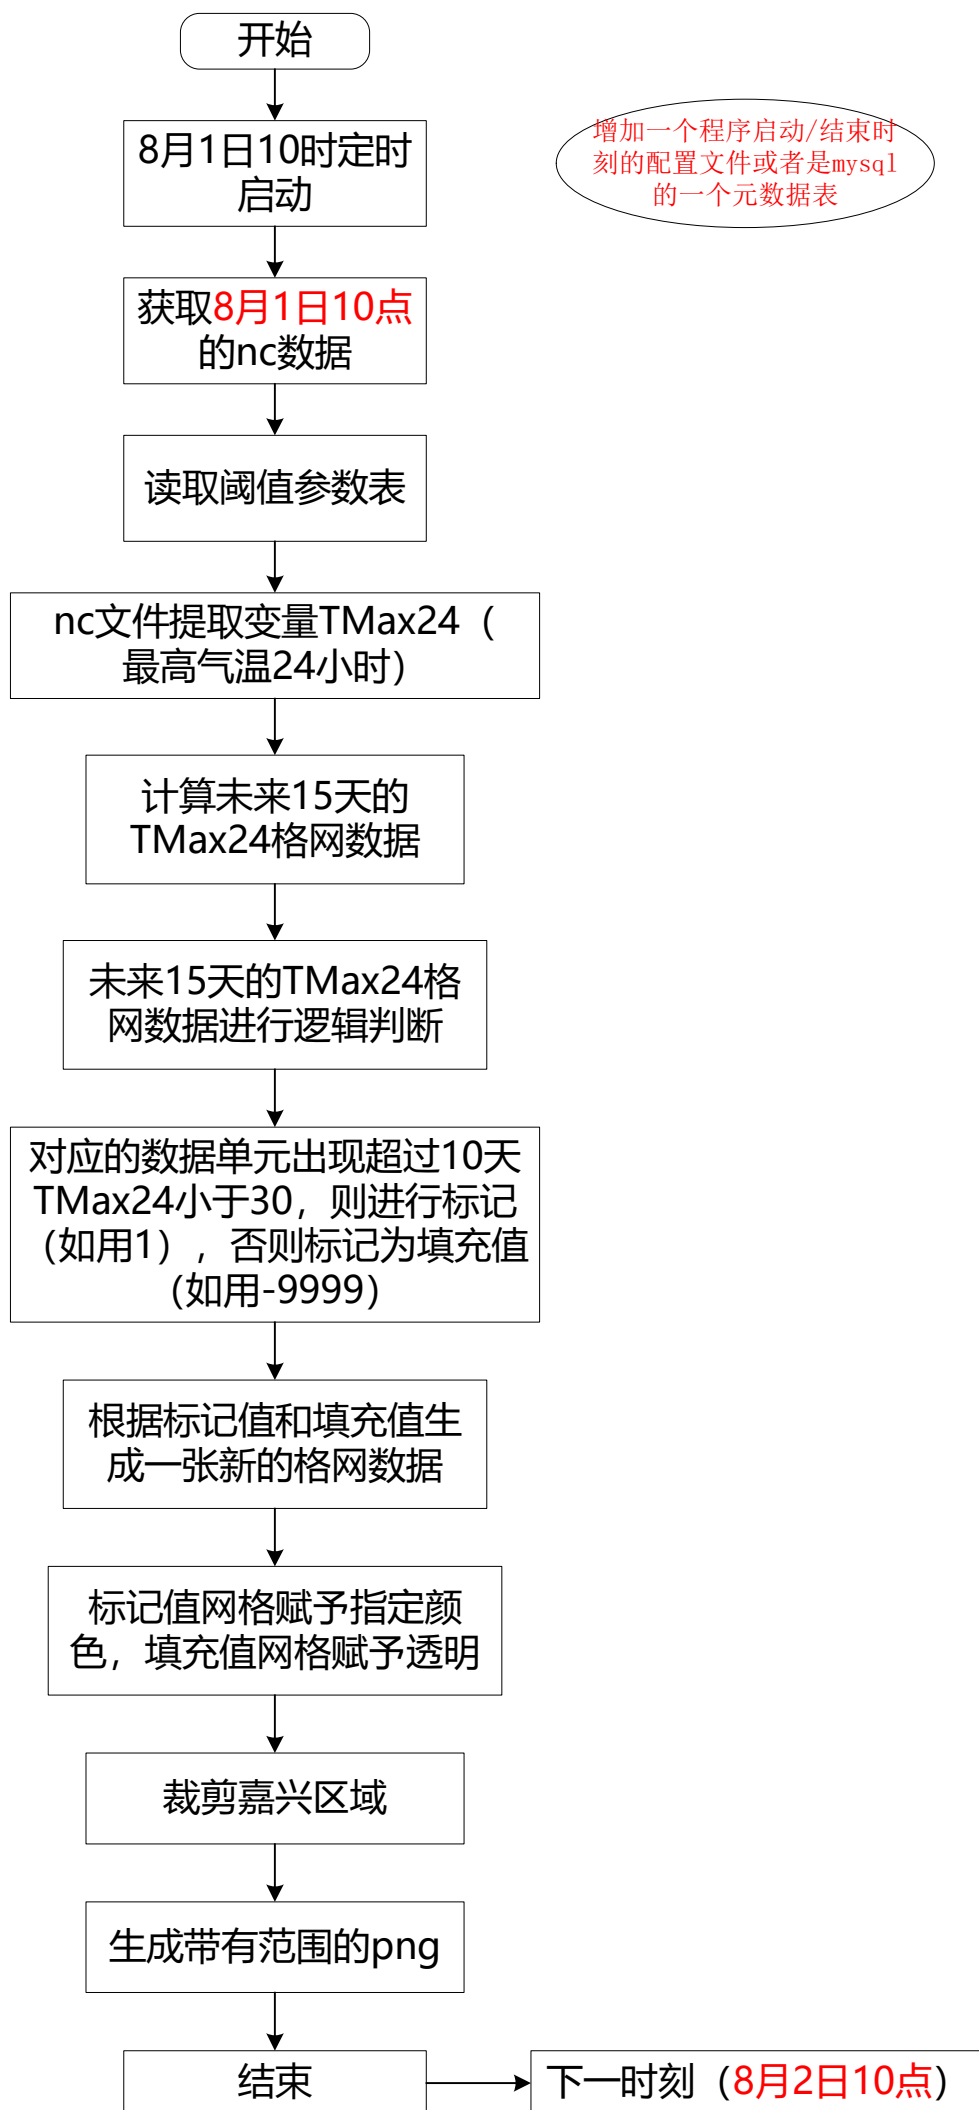 开始
8月1日10时定时
启动
增加一个程序启动/结束时
刻的配置文件或者是mysql
的一个元数据表
获取8月1日10点
的nc数据
读取阈值参数表
nc文件提取变量TMax24（
最高气温24小时）
计算未来15天的
TMax24格网数据
未来15天的TMax24格
网数据进行逻辑判断
对应的数据单元出现超过10天
TMax24小于30，则进行标记
（如用1），否则标记为填充值
（如用-9999）
根据标记值和填充值生
成一张新的格网数据
标记值网格赋予指定颜
色，填充值网格赋予透明
裁剪嘉兴区域
生成带有范围的png
结束
下一时刻（8月2日10点）